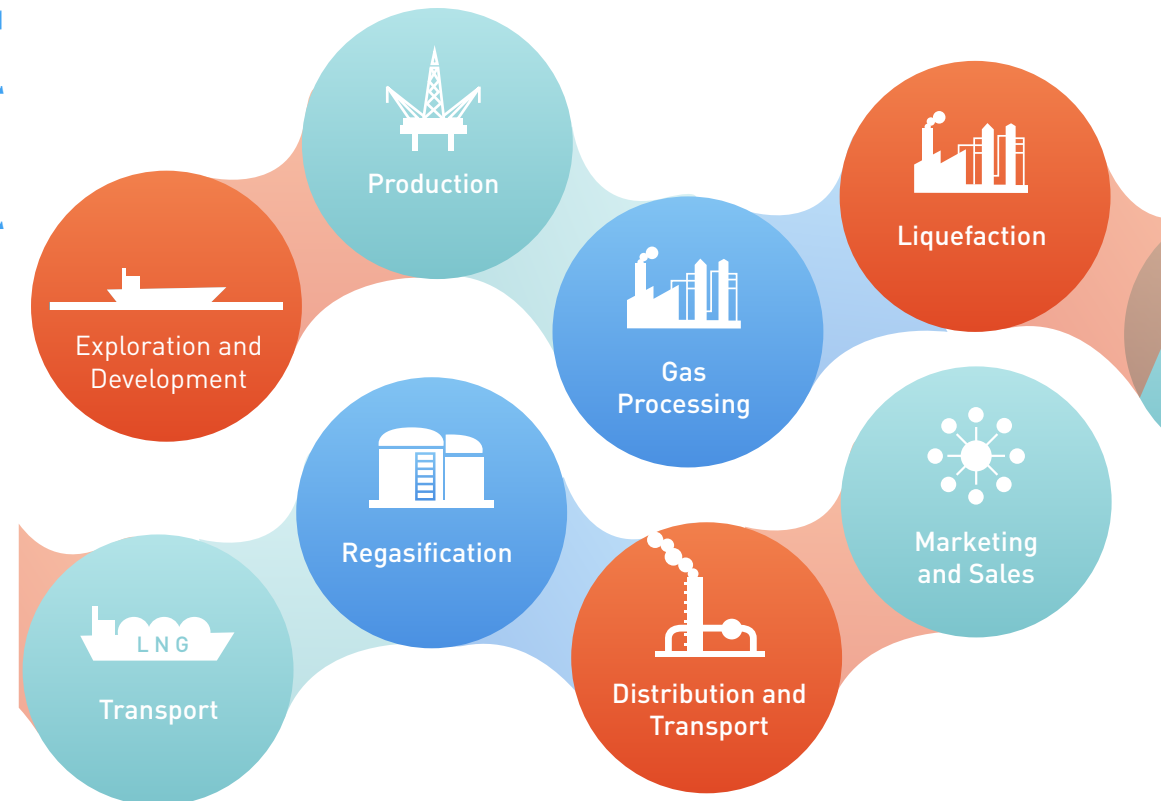 Production
Liquefaction
Exploration and
Development
Gas
Processing
Regasification
Marketing
and Sales
LNG
Transport
Distribution and
Transport